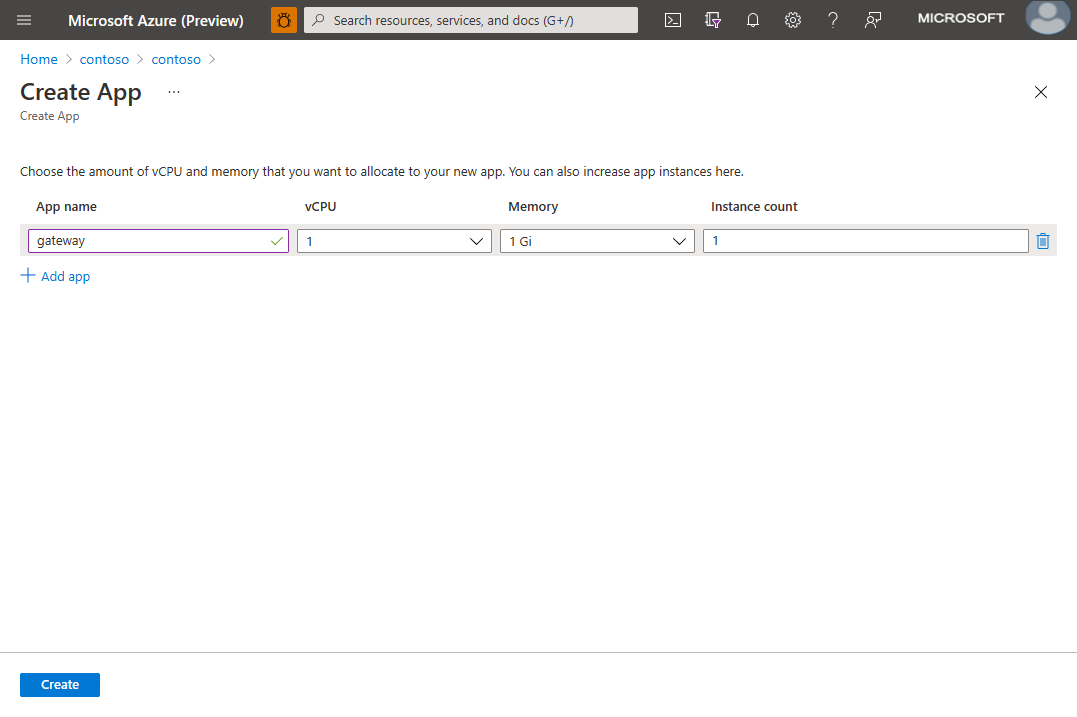 Microsoft Azure (Preview) Search resources, services, and docs (G+/) MICROSOFT
Home > contoso > contoso >
Create App ...
Create App
Choose the amount of vCPU and memory that you want to allocate to your new app. You can also increase app instances here.
App name vCPU Memory Instance count
gateway 1 1 Gi 1
Add app
Create